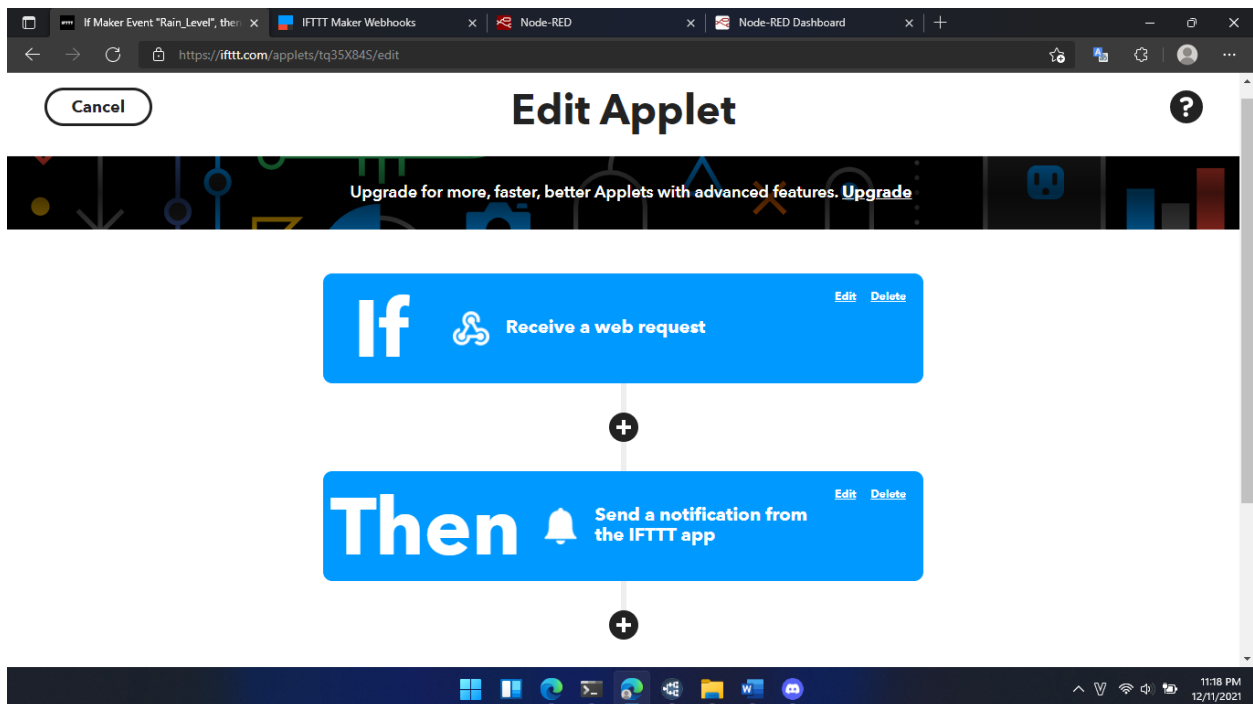 If Maker Event "Rain_Level", then
IFTTT Maker Webhooks
Node-RED
Node-RED Dashboard
https://ifttt.com/applets/tq35X84S/edit
Cancel
Edit Applet
?
Upgrade for more, faster, better Applets with advanced features. Upgrade
Edit Delete
If
Receive a web request
Edit Delete
Then
Send a notification from
the IFTTT app
11:18 PM
12/11/2021